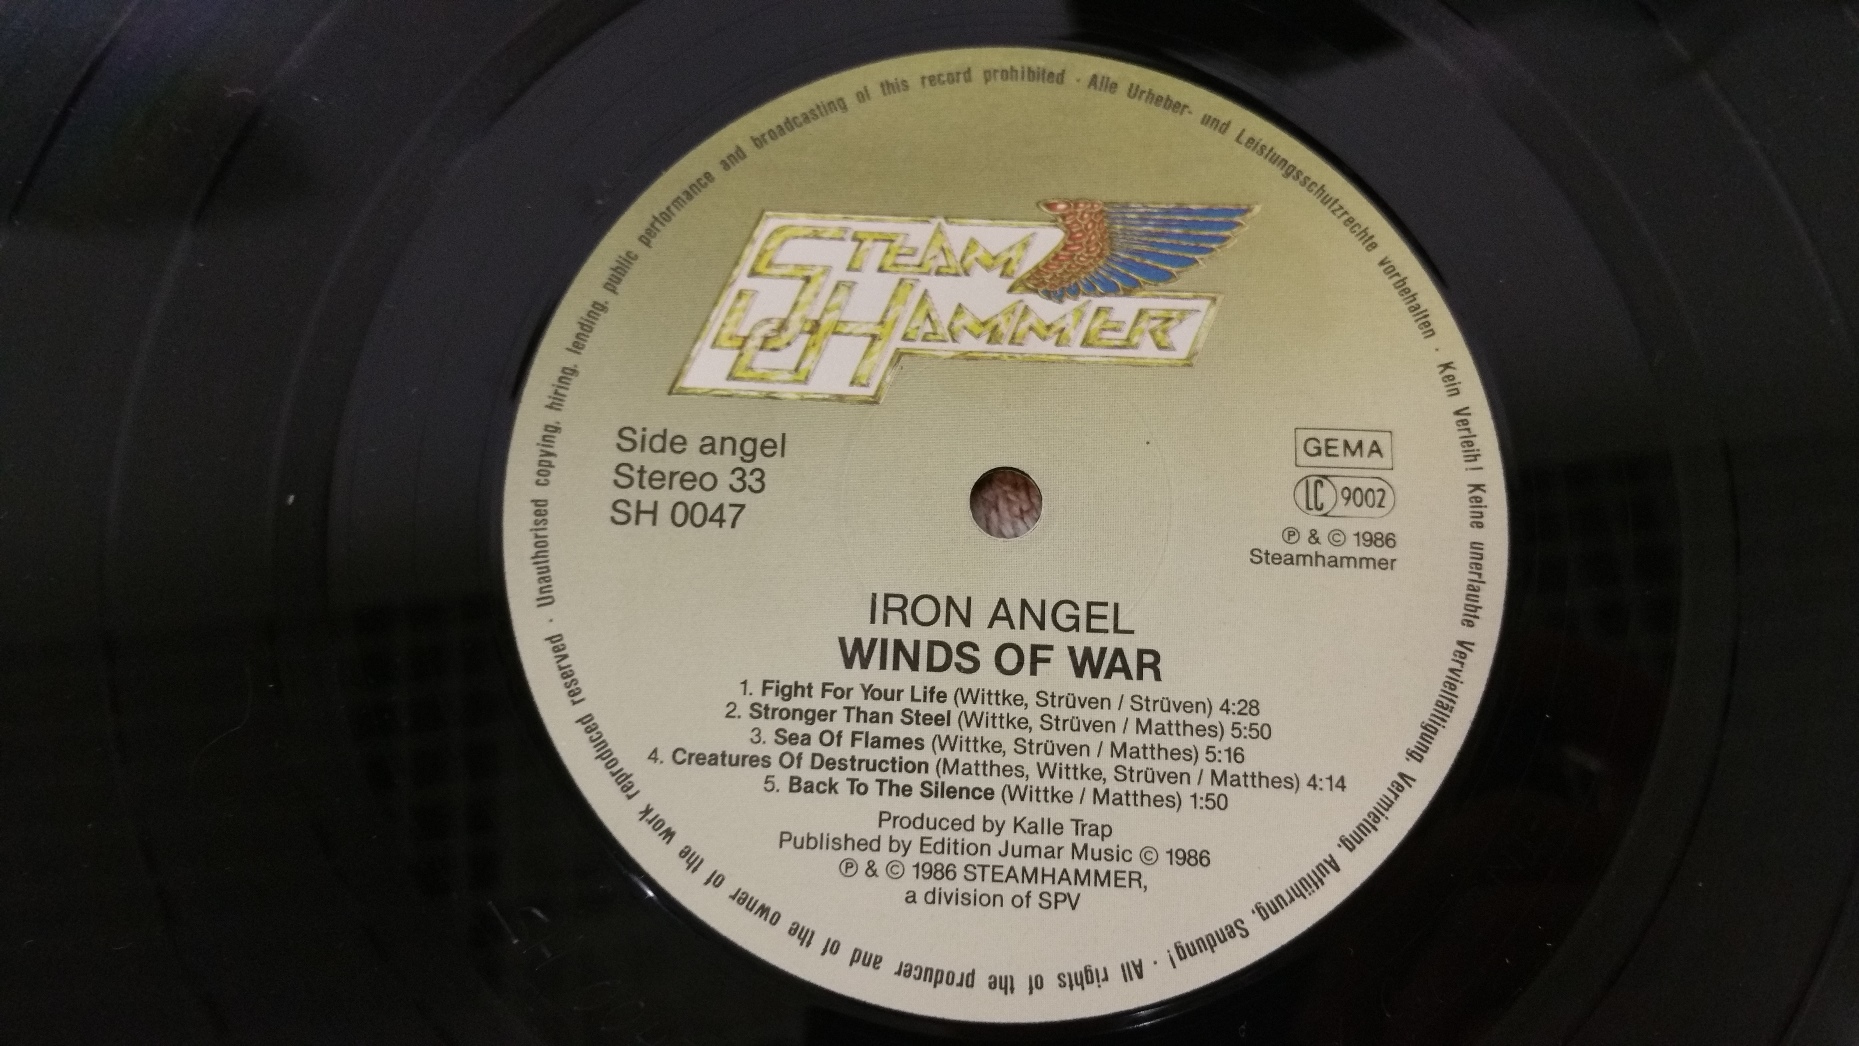 STEAM
HAMMER
Side angel
Stereo 33
SH 0047
GEMA
LC 9002
℗ & © 1986
Steamhammer
IRON ANGEL
WINDS OF WAR
1. Fight For Your Life (Wittke, Strüven / Strüven) 4:28
2. Stronger Than Steel (Wittke, Strüven / Matthes) 5:50
3. Sea Of Flames (Wittke, Strüven / Matthes) 5:16
4. Creatures Of Destruction (Matthes, Wittke, Strüven / Matthes) 4:14
5. Back To The Silence (Wittke / Matthes) 1:50
Produced by Kalle Trap
Published by Edition Jumar Music © 1986
℗ & © 1986 STEAMHAMMER,
a division of SPV
All rights of the producer and of the owner of the work reproduced reserved · Unauthorised copying, hiring, lending, public performance and broadcasting of this record prohibited · Alle Urheber- und Leistungsschutzrechte vorbehalten · Kein Verleih! Keine unerlaubte Vervielfältigung, Vermietung, Aufführung, Sendung! ·